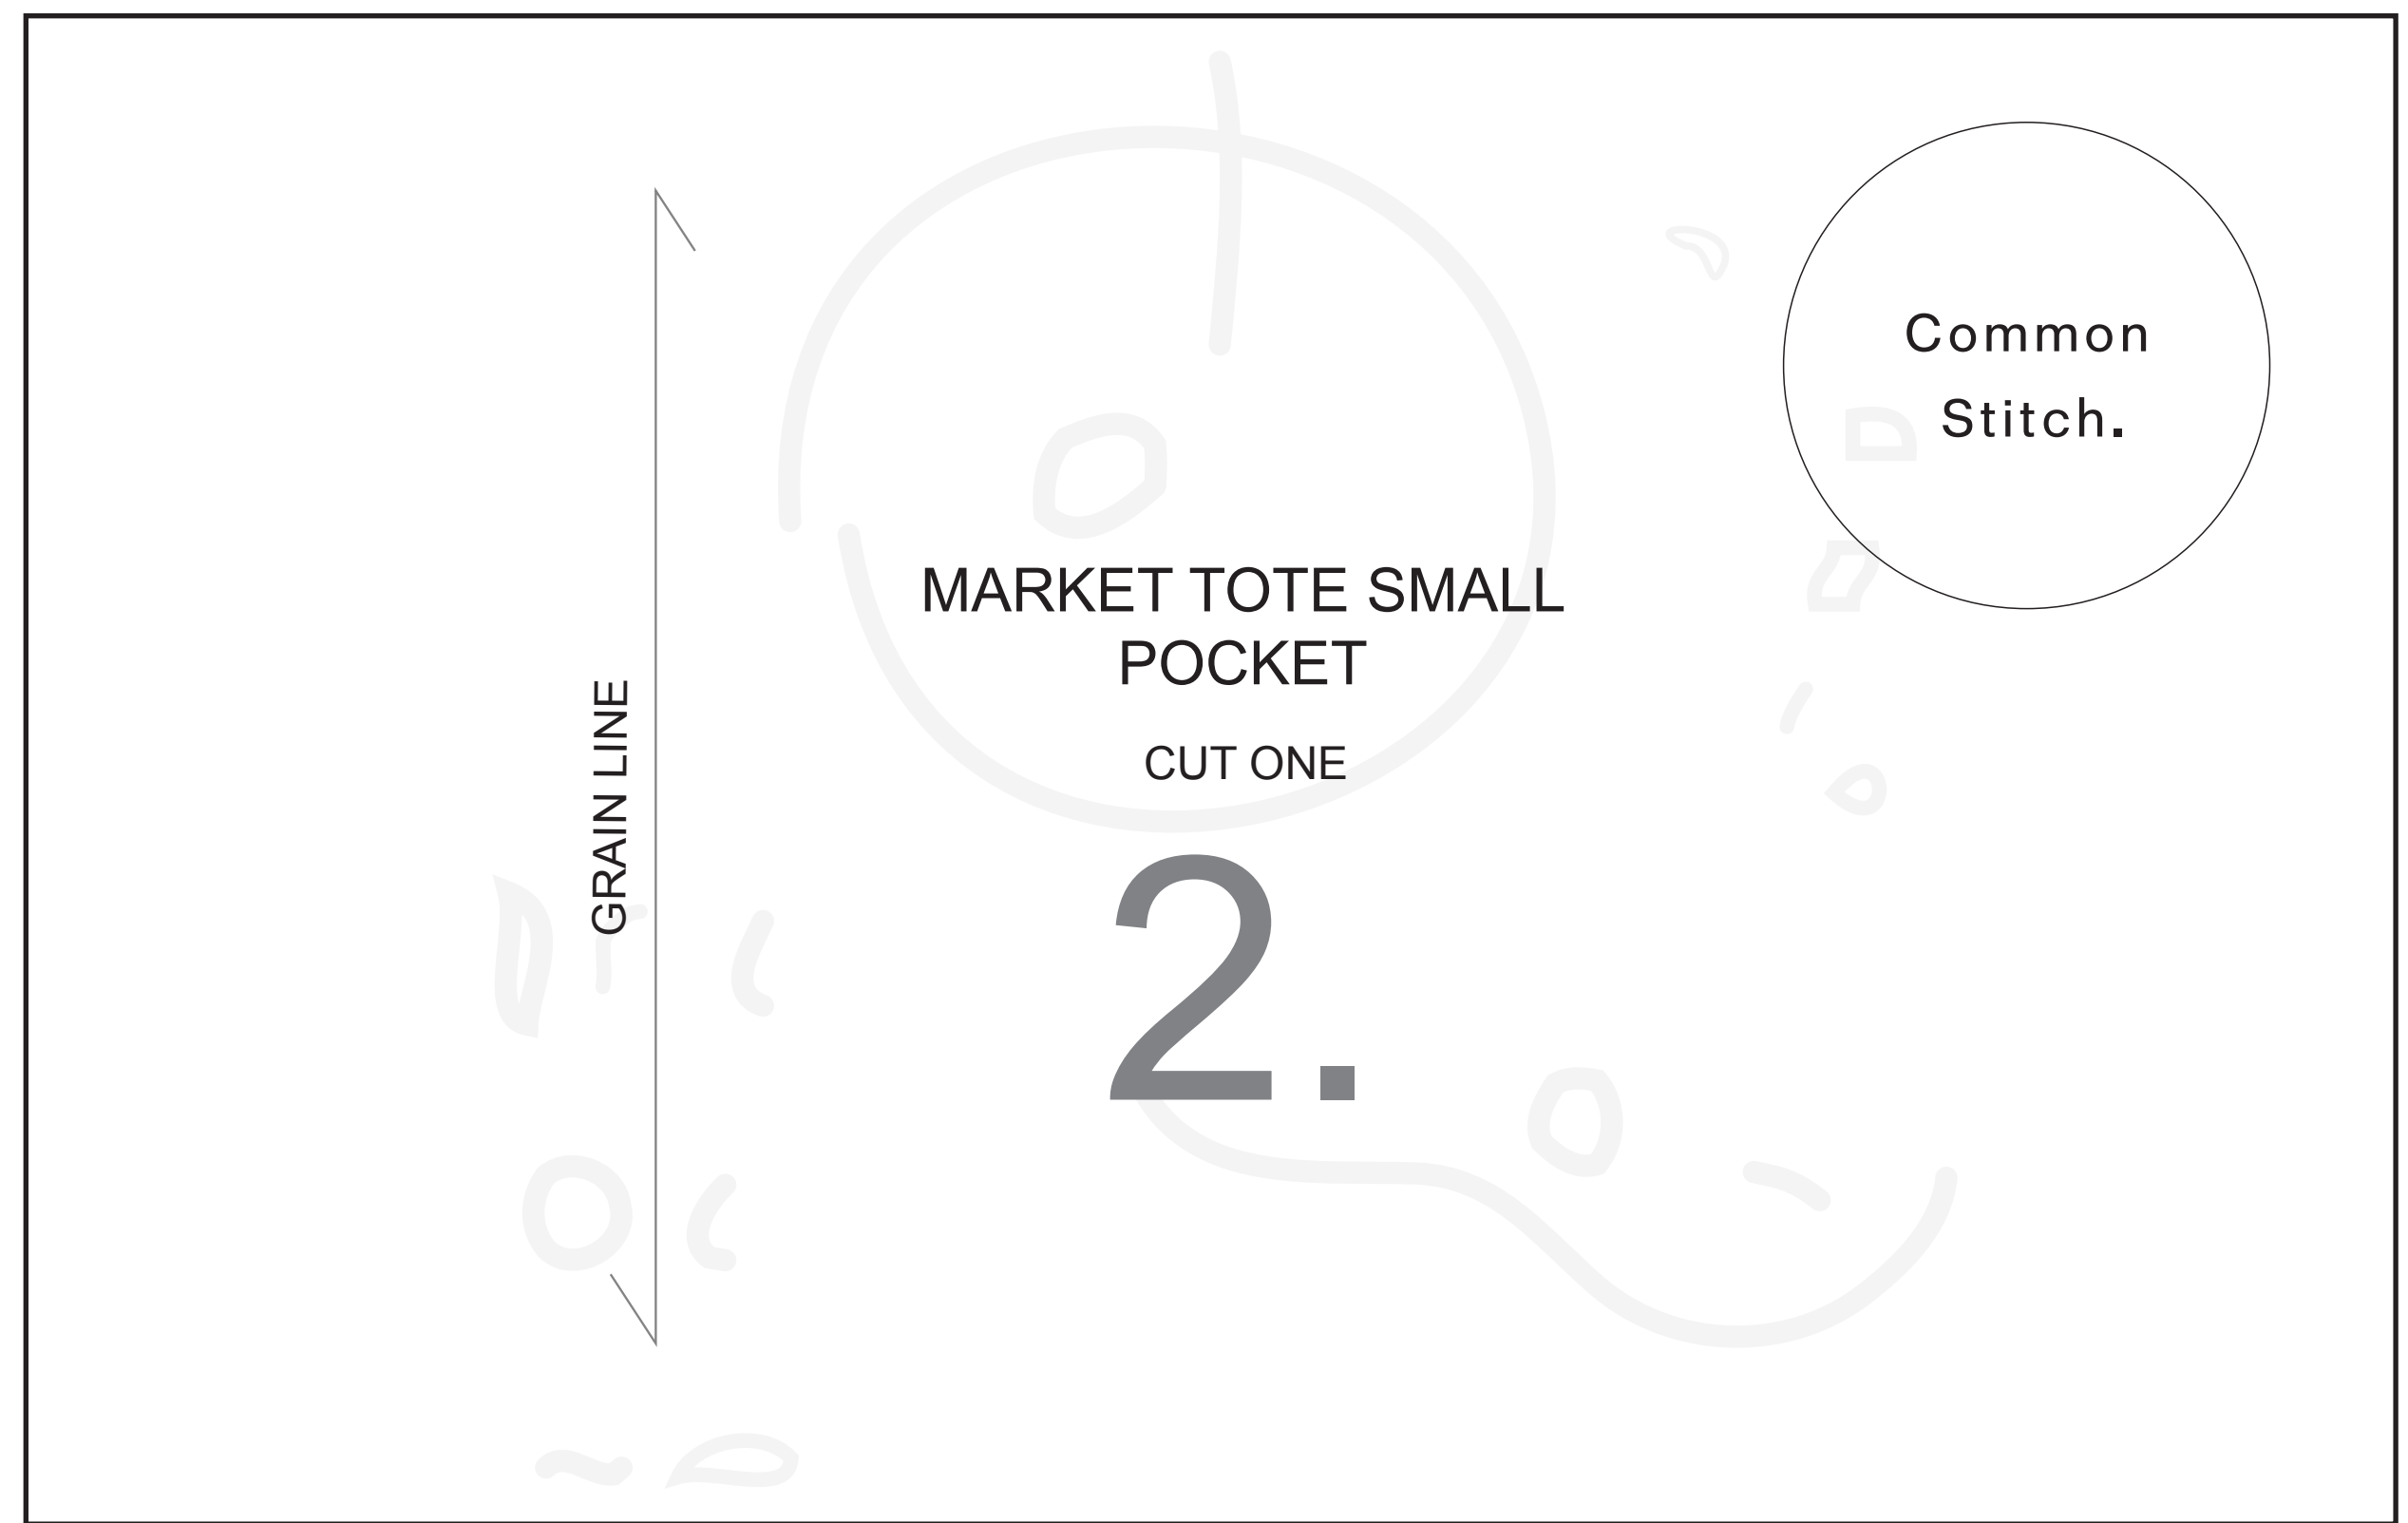 Common
Stitch.
MARKET TOTE SMALL
POCKET
CUT ONE
GRAIN LINE
2.